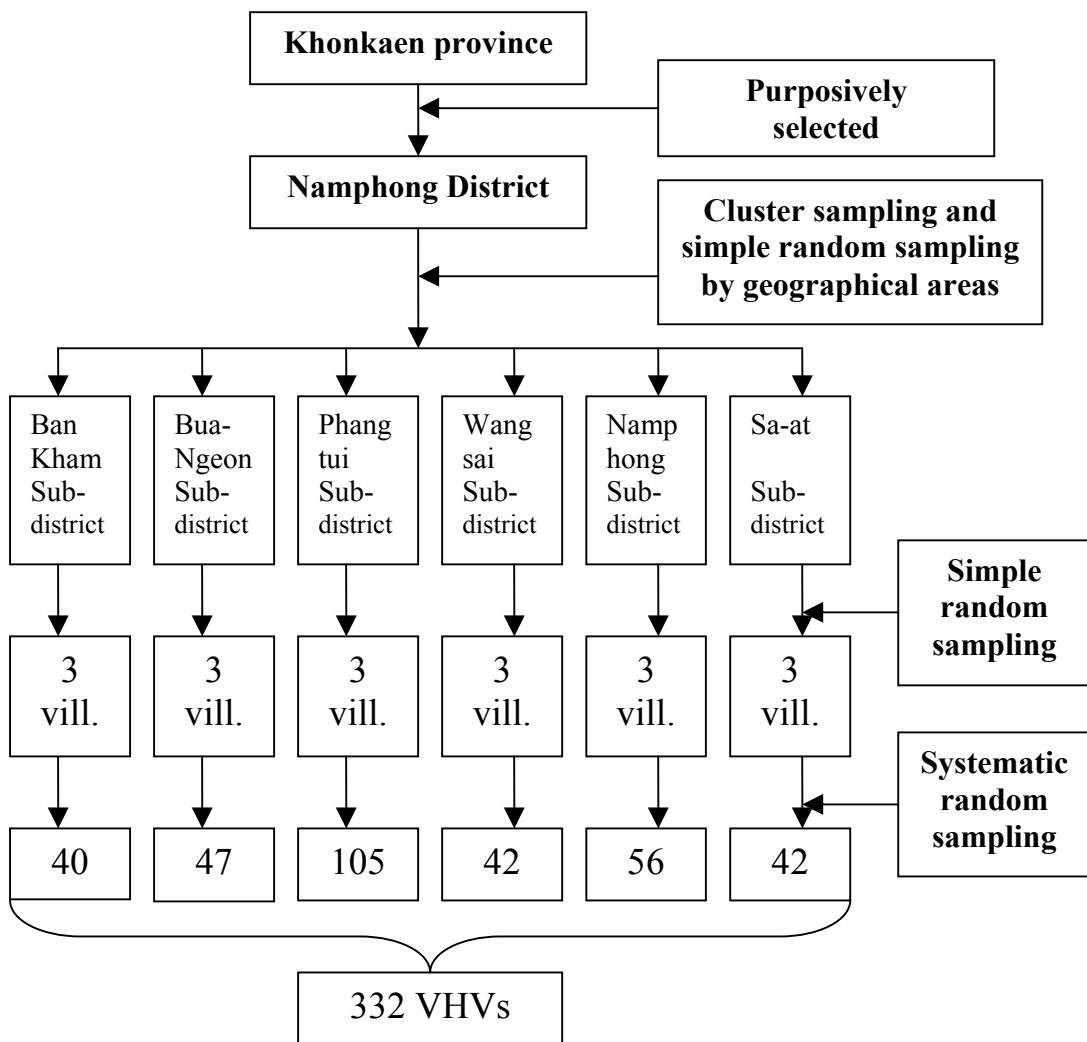 Khonkaen province
Purposively
selected
Namphong District
Cluster sampling and
simple random sampling
by geographical areas
Ban
Kham
Sub-
district
Bua-
Ngeon
Sub-
district
Phang
tui
Sub-
district
Wang
sai
Sub-
district
Namp
hong
Sub-
district
Sa-at
Sub-
district
Simple
random
sampling
3
vill.
3
vill.
3
vill.
3
vill.
3
vill.
3
vill.
Systematic
random
sampling
40
47
105
42
56
42
332 VHVs